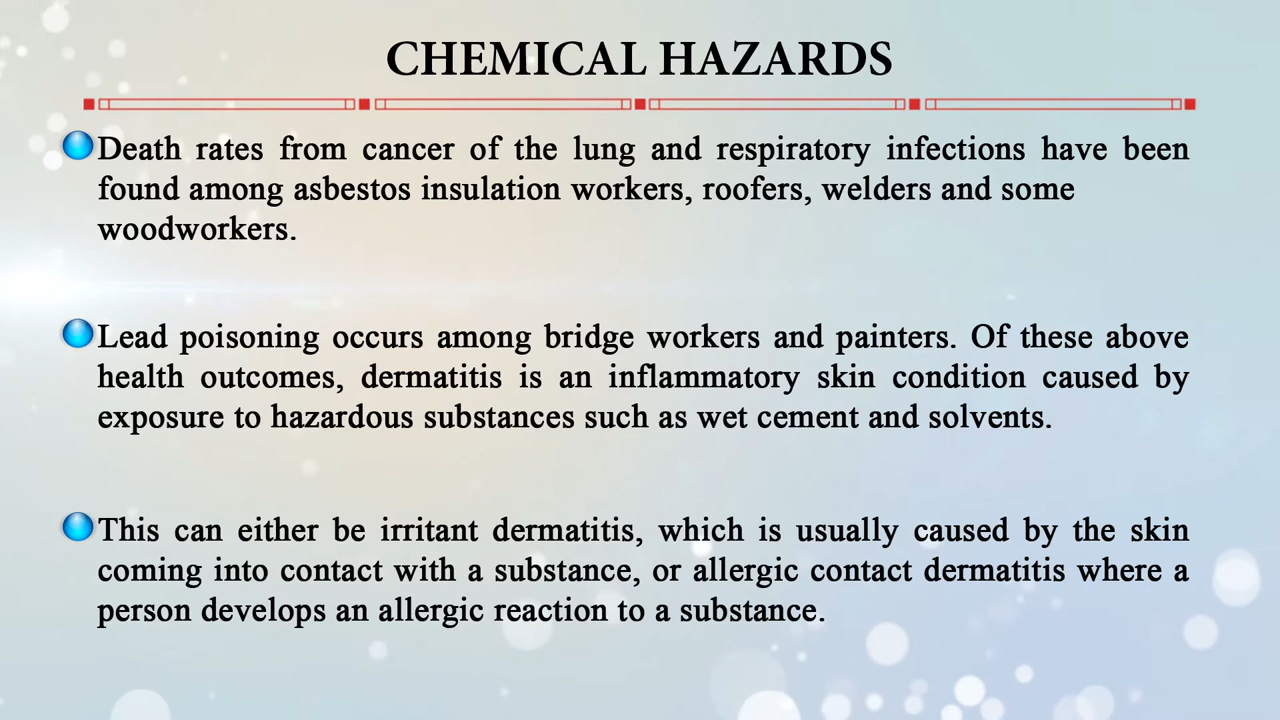 CHEMICAL HAZARDS
Death rates from cancer of the lung and respiratory infections have been
found among asbestos insulation workers, roofers, welders and some
woodworkers.
Lead poisoning occurs among bridge workers and painters. Of these above
health outcomes, dermatitis is an inflammatory skin condition caused by
exposure to hazardous substances such as wet cement and solvents.
This can either be irritant dermatitis, which is usually caused by the skin
coming into contact with a substance, or allergic contact dermatitis where a
person develops an allergic reaction to a substance.